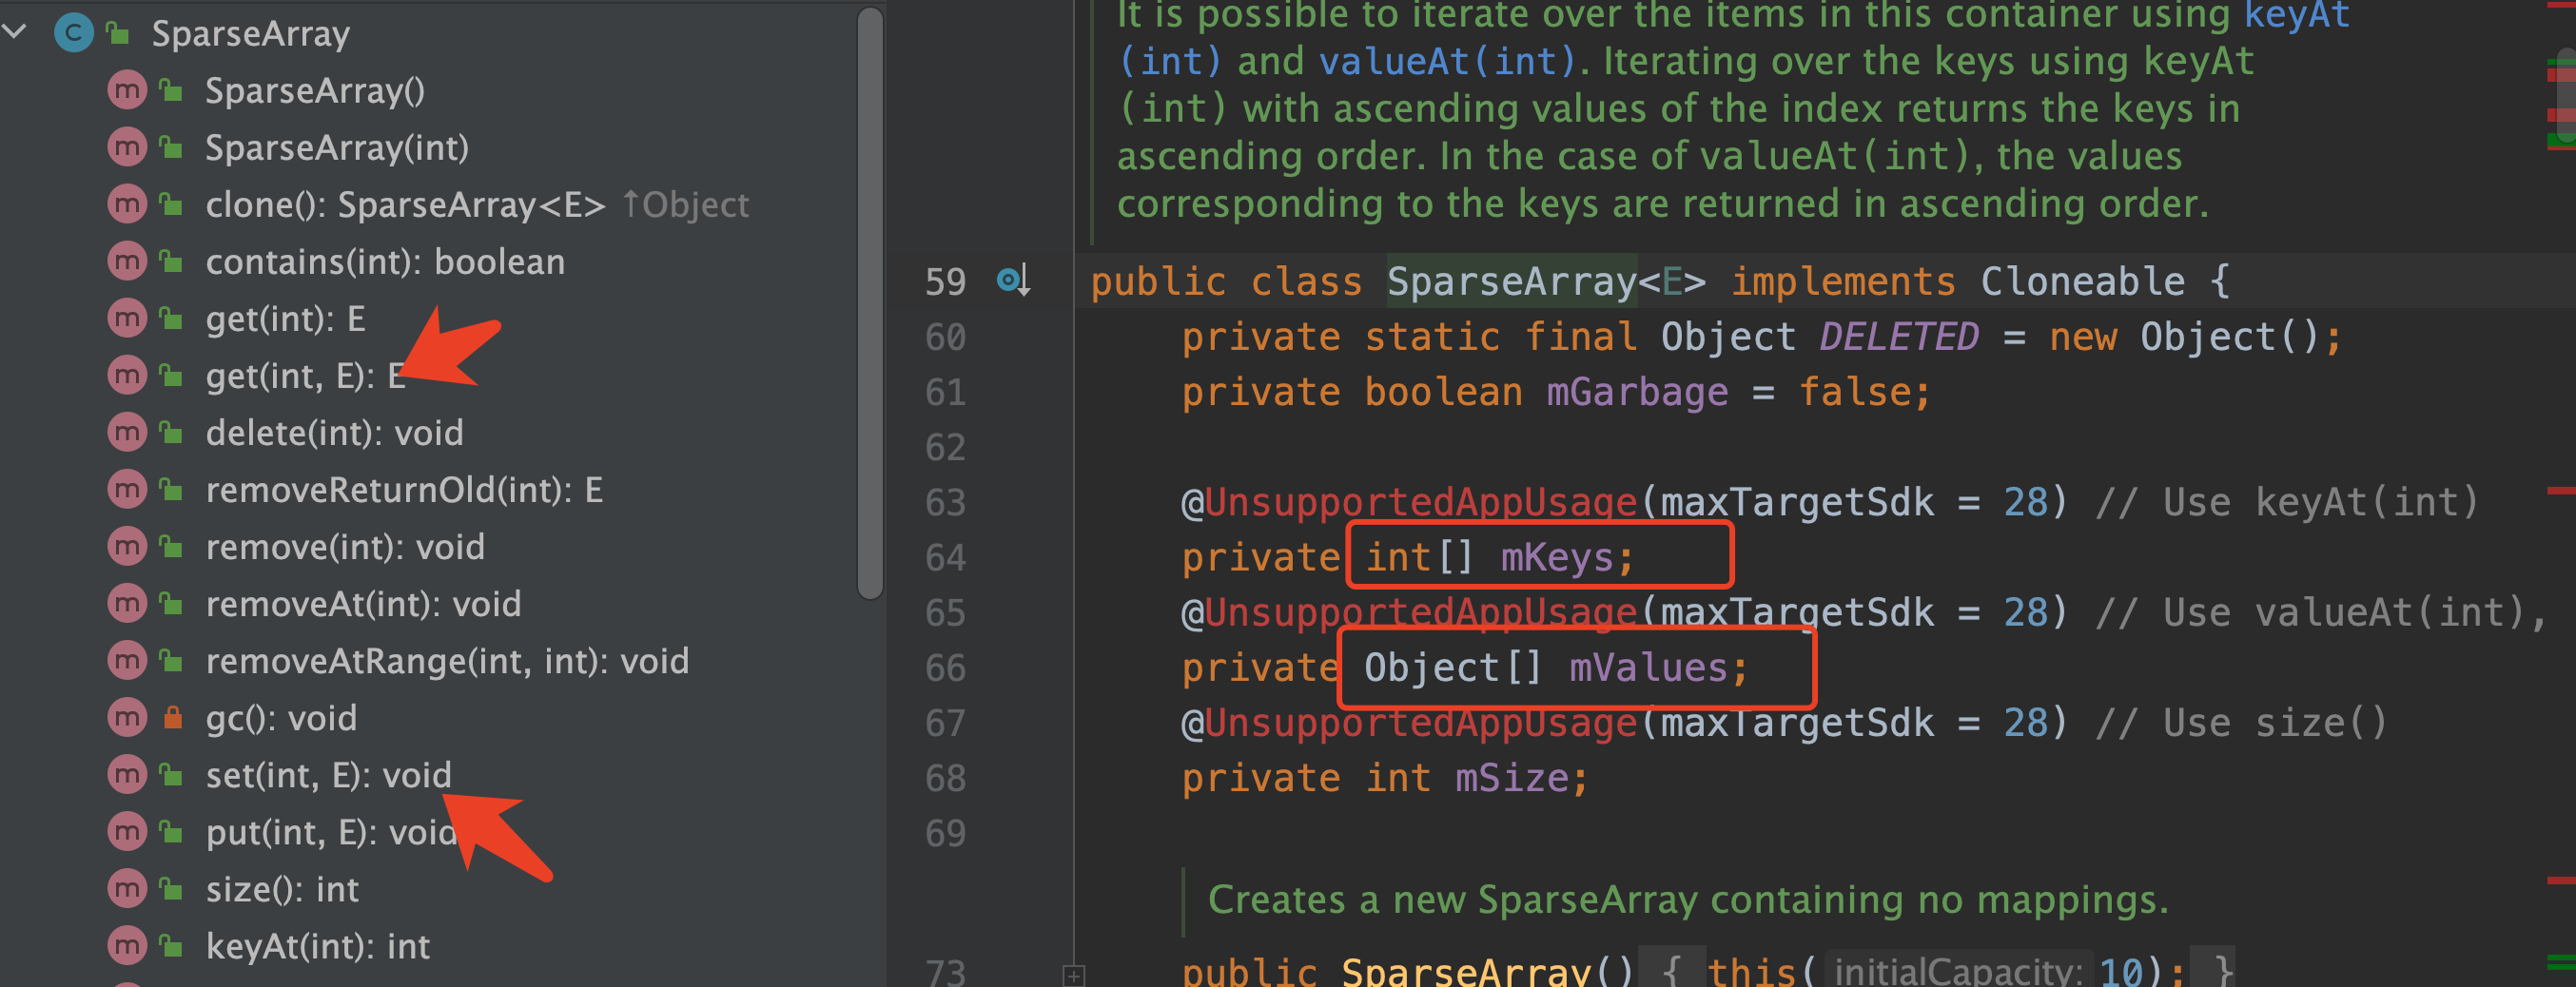 SparseArray
SparseArray()
SparseArray(int)
clone(): SparseArray<E> ↑Object
contains(int): boolean
get(int): E
get(int, E): E
delete(int): void
removeReturnOld(int): E
remove(int): void
removeAt(int): void
removeAtRange(int, int): void
gc(): void
set(int, E): void
put(int, E): void
size(): int
keyAt(int): int
It is possible to iterate over the items in this container using keyAt
(int) and valueAt(int). Iterating over the keys using keyAt
(int) with ascending values of the index returns the keys in
ascending order. In the case of valueAt(int), the values
corresponding to the keys are returned in ascending order.
59 public class SparseArray<E> implements Cloneable {
60 private static final Object DELETED = new Object();
61 private boolean mGarbage = false;
62
63 @UnsupportedAppUsage(maxTargetSdk = 28) // Use keyAt(int)
64 private int[] mKeys;
65 @UnsupportedAppUsage(maxTargetSdk = 28) // Use valueAt(int),
66 private Object[] mValues;
67 @UnsupportedAppUsage(maxTargetSdk = 28) // Use size()
68 private int mSize;
69
Creates a new SparseArray containing no mappings.
73 public SparseArray() { this( initialCapacity: 10); }